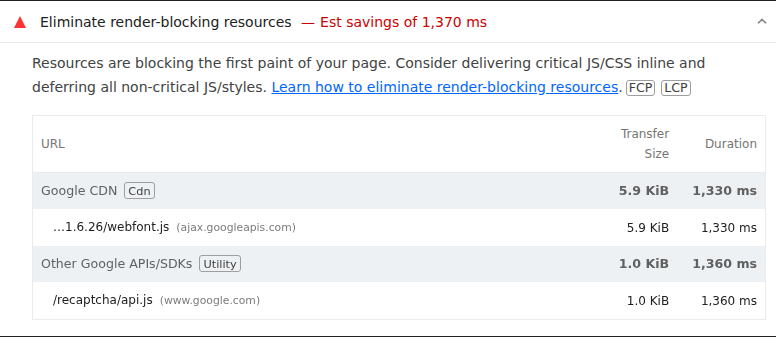 Eliminate render-blocking resources — Est savings of 1,370 ms
Resources are blocking the first paint of your page. Consider delivering critical JS/CSS inline and
deferring all non-critical JS/styles. Learn how to eliminate render-blocking resources. FCP LCP
URL Transfer Size Duration
Google CDN Cdn 5.9 KiB 1,330 ms
…1.6.26/webfont.js (ajax.googleapis.com) 5.9 KiB 1,330 ms
Other Google APIs/SDKs Utility 1.0 KiB 1,360 ms
/recaptcha/api.js (www.google.com) 1.0 KiB 1,360 ms